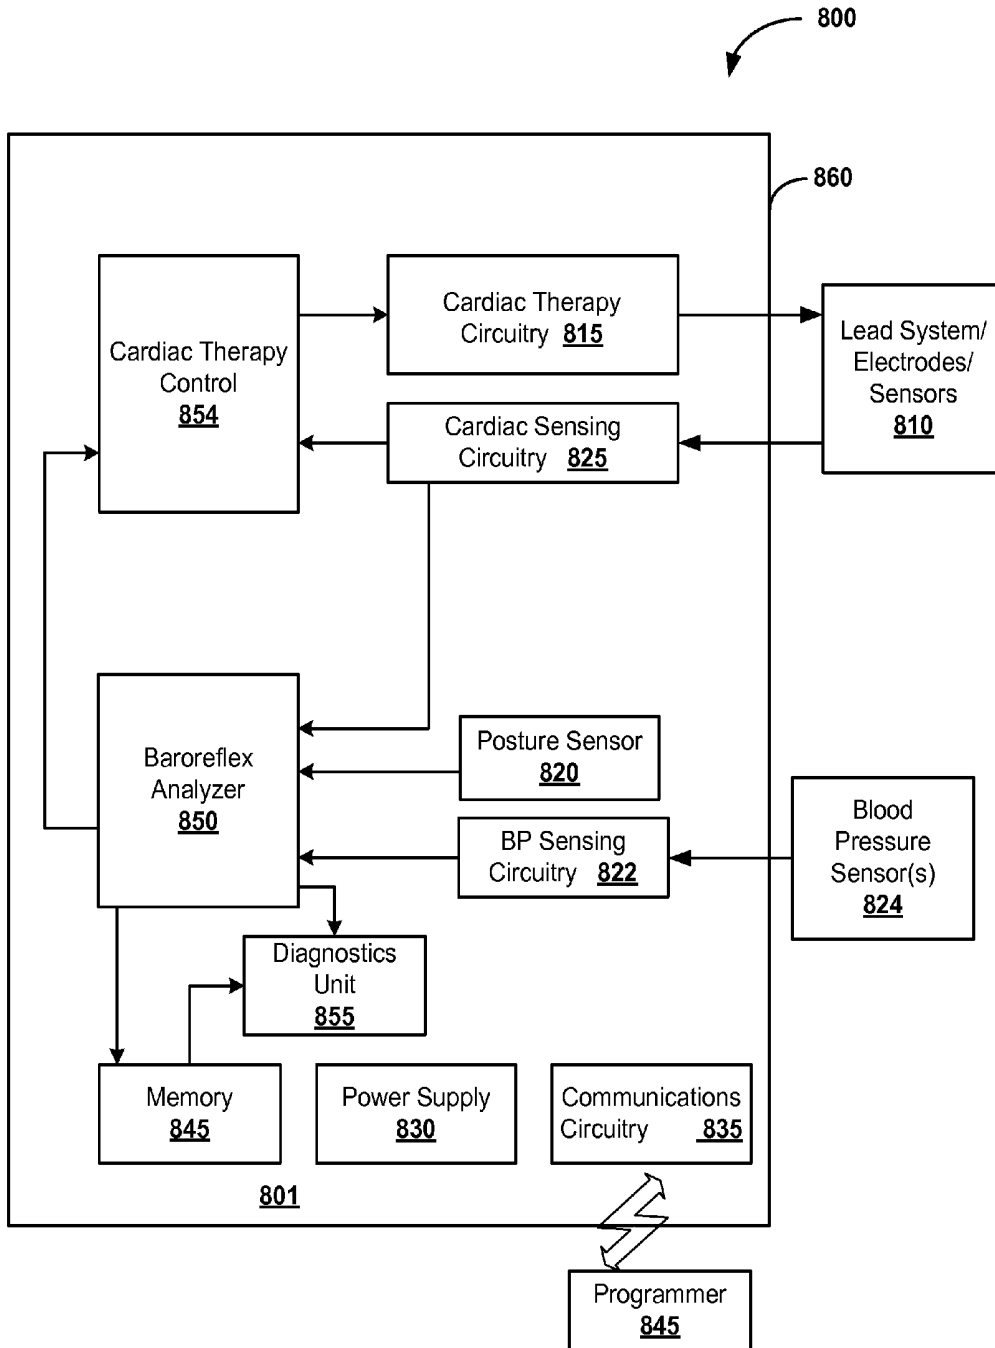 800
860
Cardiac Therapy
Control
854
Cardiac Therapy
Circuitry 815
Lead System/
Electrodes/
Sensors
810
Cardiac Sensing
Circuitry 825
Baroreflex
Analyzer
850
Posture Sensor
820
BP Sensing
Circuitry 822
Blood
Pressure
Sensor(s)
824
Diagnostics
Unit
855
Memory
845
Power Supply
830
Communications
Circuitry 835
801
Programmer
845